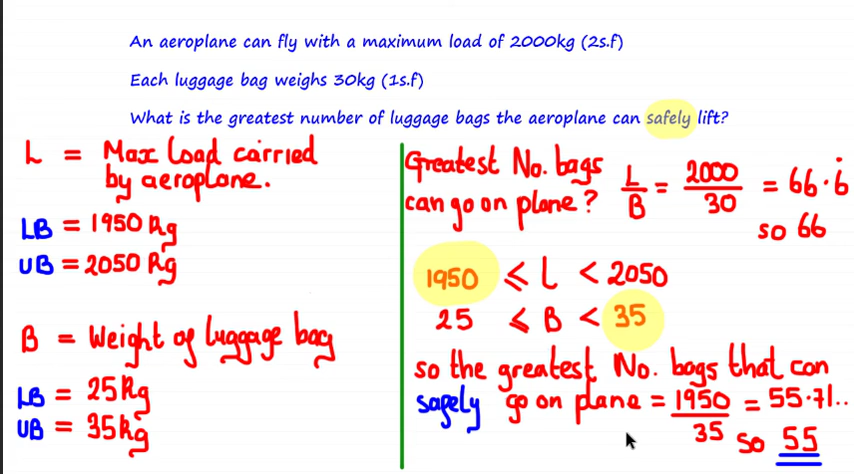 An aeroplane can fly with a maximum load of 2000kg (2s.f)
Each luggage bag weighs 30kg (1s.f)
What is the greatest number of luggage bags the aeroplane can safely lift?
L = Max load carried
by aeroplane.
LB = 1950 kg
UB = 2050 kg
B = Weight of luggage bag
LB = 25kg
UB = 35kg
Greatest No. bags
can go on plane? L/B = 2000/30 = 66.6̇
so 66
1950 ≤ L < 2050
25 ≤ B < 35
so the greatest No. bags that can
safely go on plane = 1950/35 = 55.71..
so 55